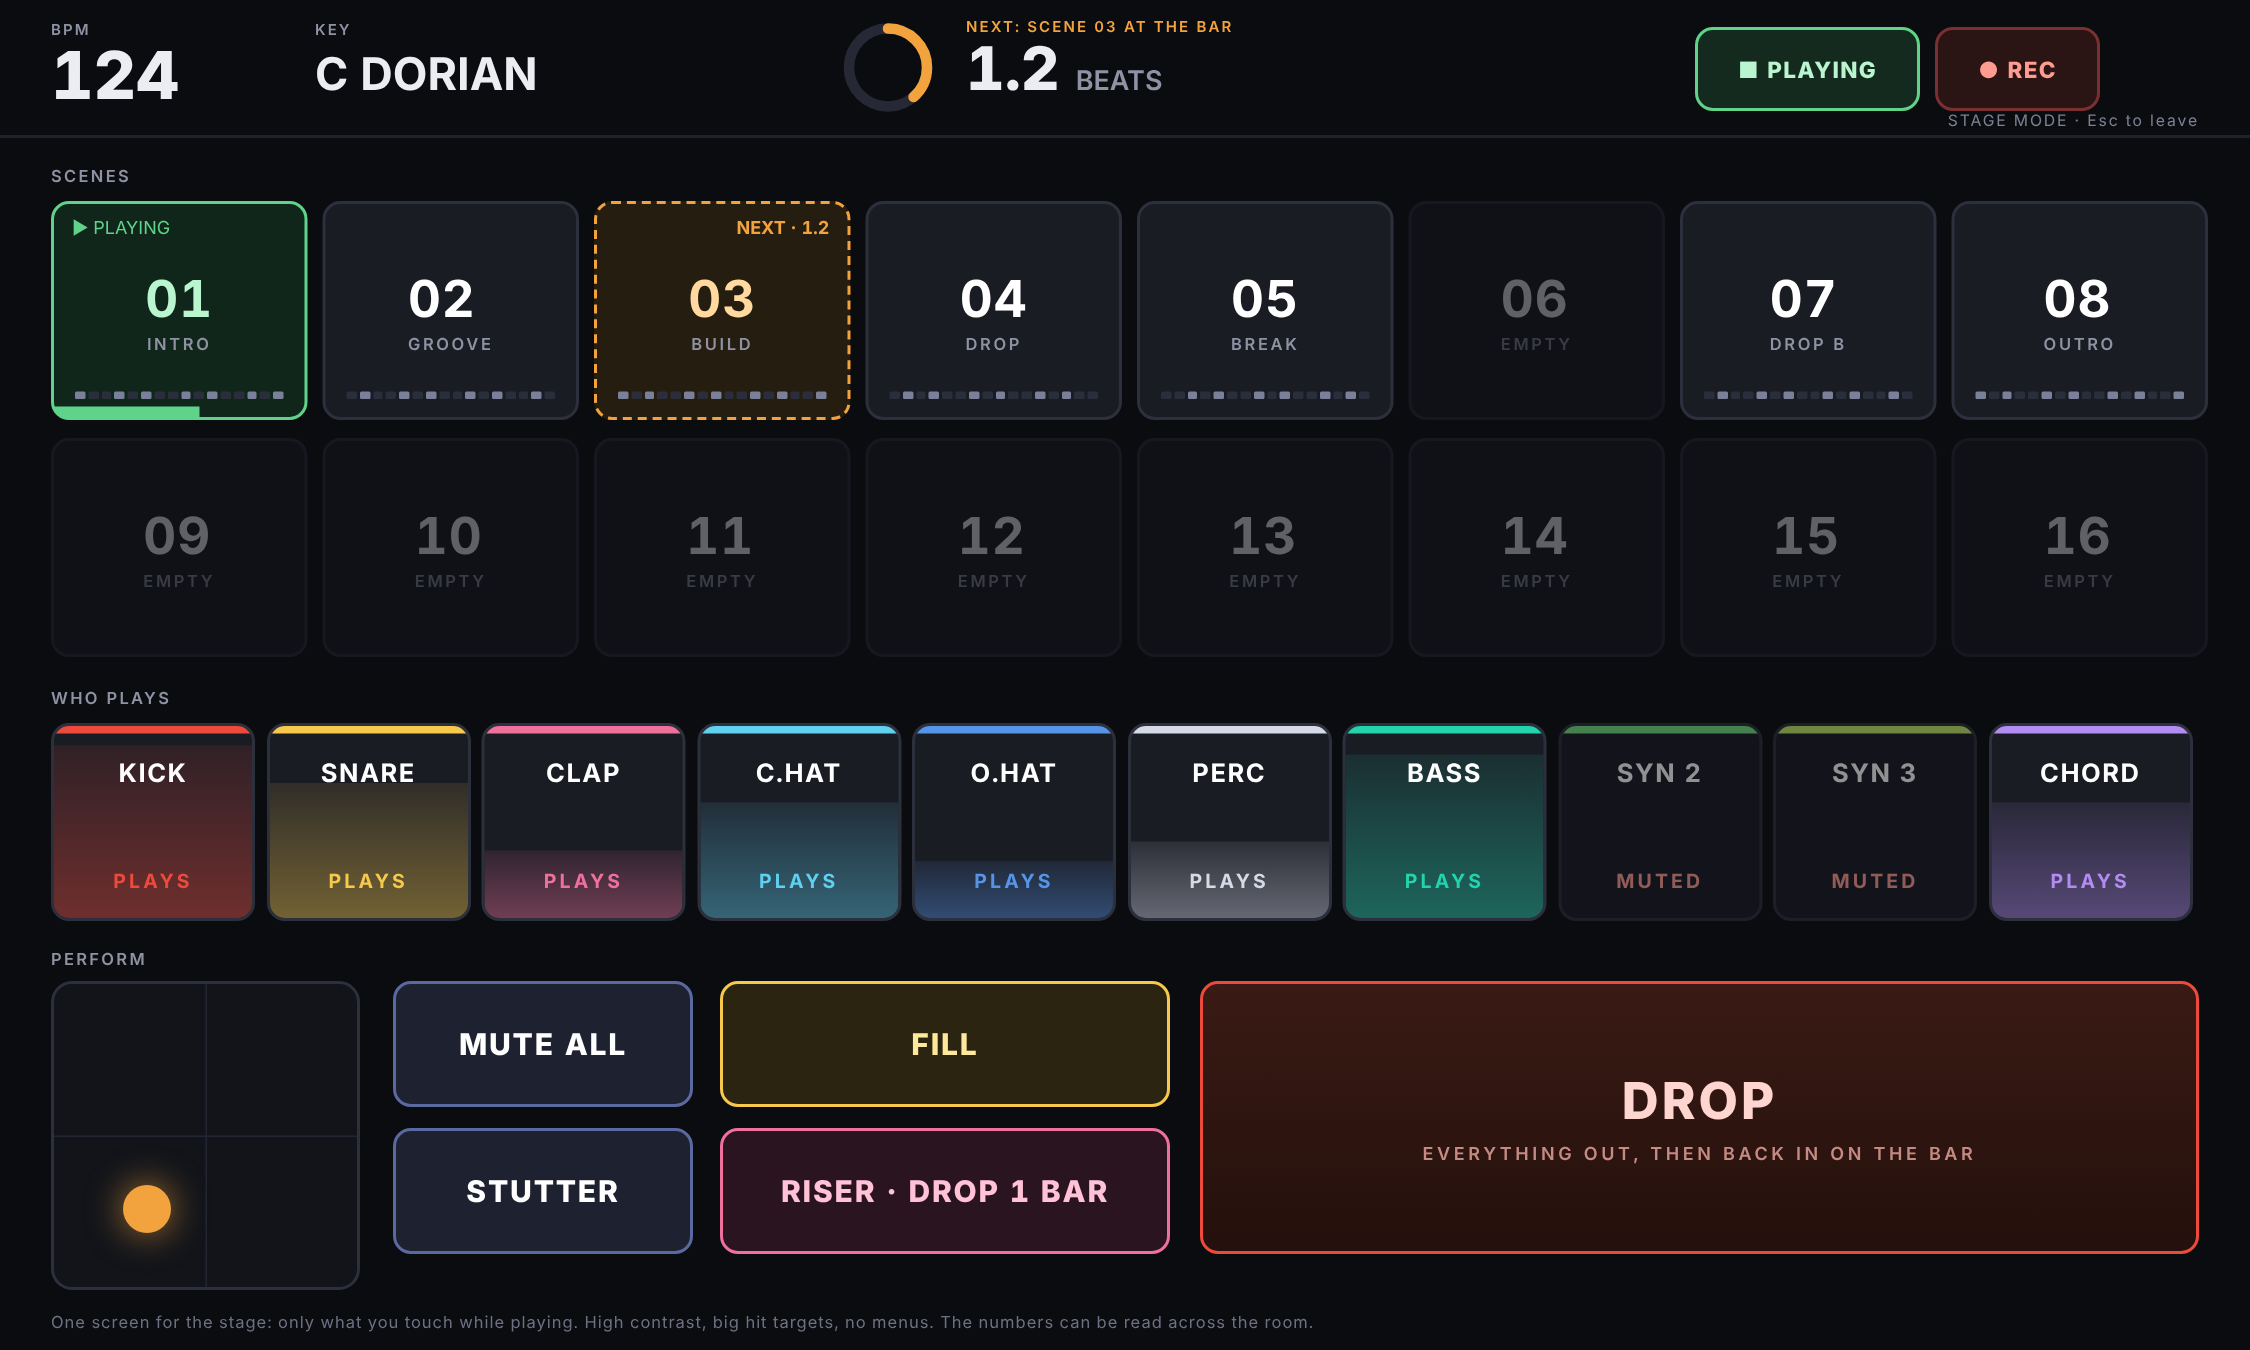 BPM
124
KEY
C DORIAN
NEXT: SCENE 03 AT THE BAR
1.2 BEATS
PLAYING
REC
STAGE MODE · Esc to leave
SCENES
PLAYING
01
INTRO
02
GROOVE
NEXT · 1.2
03
BUILD
04
DROP
05
BREAK
06
EMPTY
07
DROP B
08
OUTRO
09
EMPTY
10
EMPTY
11
EMPTY
12
EMPTY
13
EMPTY
14
EMPTY
15
EMPTY
16
EMPTY
WHO PLAYS
KICK
PLAYS
SNARE
PLAYS
CLAP
PLAYS
C.HAT
PLAYS
O.HAT
PLAYS
PERC
PLAYS
BASS
PLAYS
SYN 2
MUTED
SYN 3
MUTED
CHORD
PLAYS
PERFORM
MUTE ALL
FILL
STUTTER
RISER · DROP 1 BAR
DROP
EVERYTHING OUT, THEN BACK IN ON THE BAR
One screen for the stage: only what you touch while playing. High contrast, big hit targets, no menus. The numbers can be read across the room.